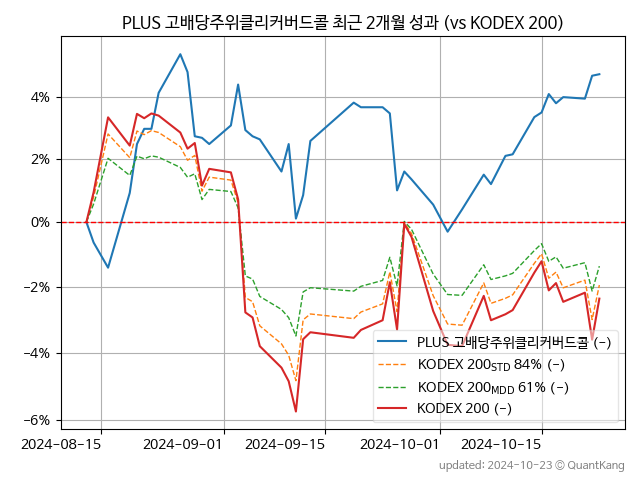 PLUS 고배당주위클리커버드콜 최근 2개월 성과 (vs KODEX 200)
4%
2%
0%
−2%
−4%
−6%
PLUS 고배당주위클리커버드콜 (-)
KODEX 200STD 84% (-)
KODEX 200MDD 61% (-)
KODEX 200 (-)
2024-08-15
2024-09-01
2024-09-15
2024-10-01
2024-10-15
updated: 2024-10-23 ⓒ QuantKang